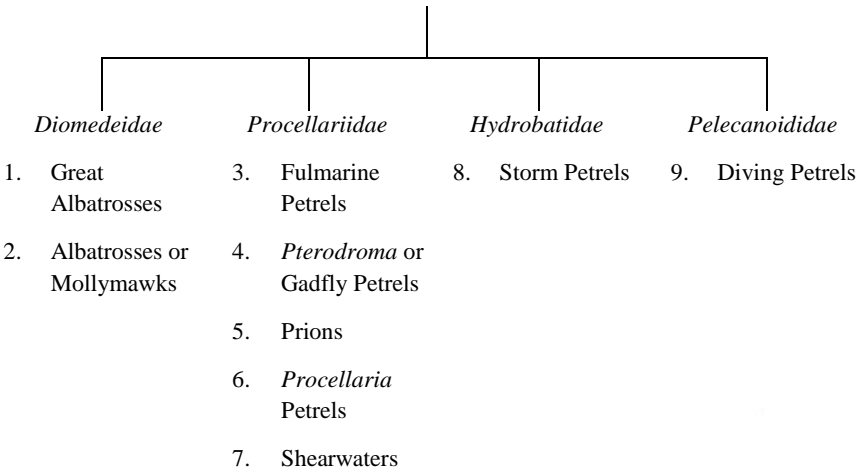 Diomedeidae
1. Great
Albatrosses
2. Albatrosses or
Mollymawks
Procellariidae
3. Fulmarine
Petrels
4. Pterodroma or
Gadfly Petrels
5. Prions
6. Procellaria
Petrels
7. Shearwaters
Hydrobatidae
8. Storm Petrels
Pelecanoididae
9. Diving Petrels